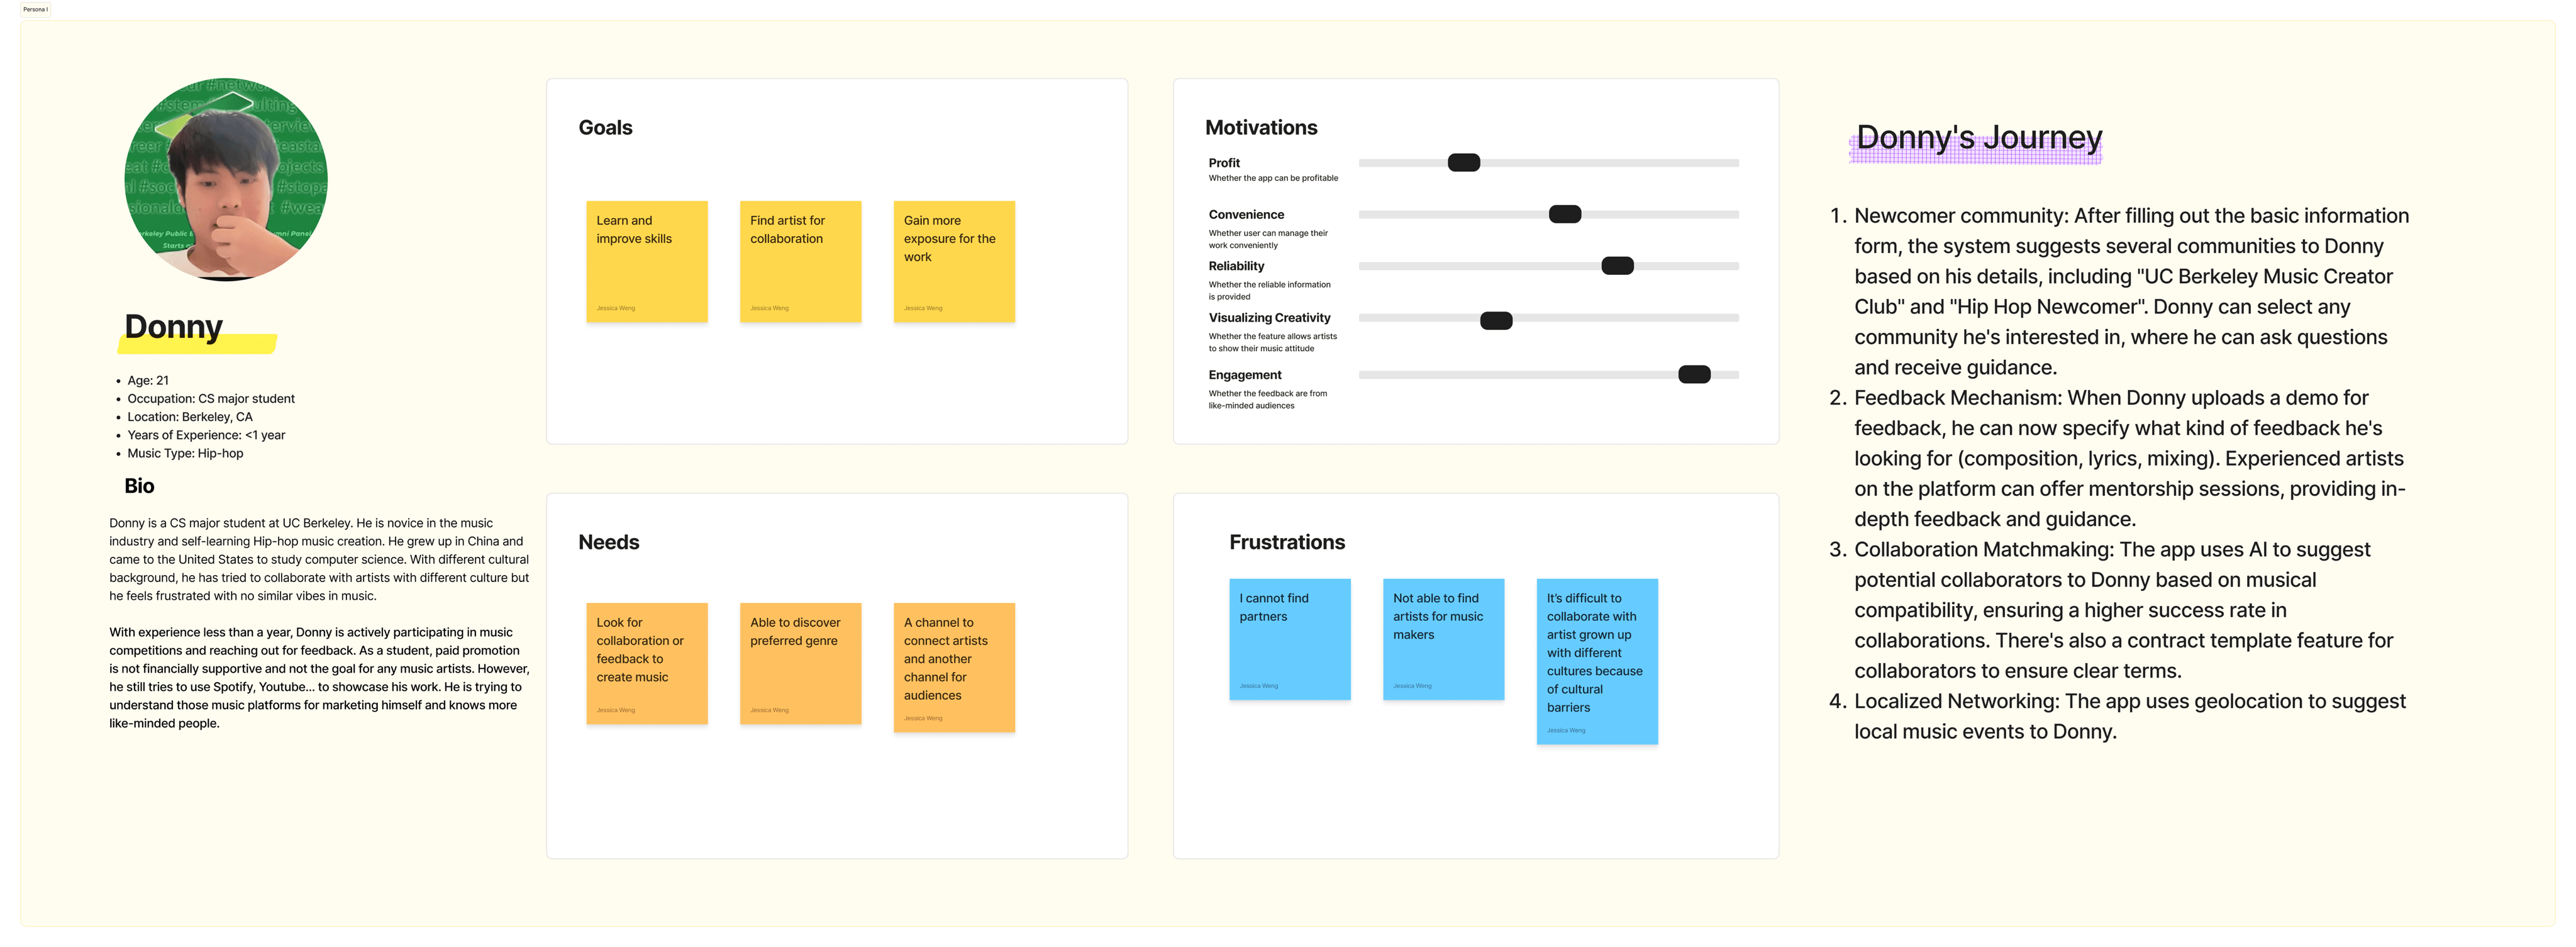 Persona I
#netwo
#stem
ulting
tervie
reer
#eastа
eat #c
ojects
al #soc
#stopa
sionald
t #wea
rkeley Public
mni Panel
Starts
Donny
Age: 21
Occupation: CS major student
Location: Berkeley, CA
Years of Experience: <1 year
Music Type: Hip-hop
Bio
Donny is a CS major student at UC Berkeley. He is novice in the music
industry and self-learning Hip-hop music creation. He grew up in China and
came to the United States to study computer science. With different cultural
background, he has tried to collaborate with artists with different culture but
he feels frustrated with no similar vibes in music.
With experience less than a year, Donny is actively participating in music
competitions and reaching out for feedback. As a student, paid promotion
is not financially supportive and not the goal for any music artists. However,
he still tries to use Spotify, Youtube... to showcase his work. He is trying to
understand those music platforms for marketing himself and knows more
like-minded people.
Goals
Learn and
improve skills
Jessica Weng
Find artist for
collaboration
Jessica Weng
Gain more
exposure for the
work
Jessica Weng
Needs
Look for
collaboration or
feedback to
create music
Jessica Weng
Able to discover
preferred genre
Jessica Weng
A channel to
connect artists
and another
channel for
audiences
Jessica Weng
Motivations
Profit
Whether the app can be profitable
Convenience
Whether user can manage their
work conveniently
Reliability
Whether the reliable information
is provided
Visualizing Creativity
Whether the feature allows artists
to show their music attitude
Engagement
Whether the feedback are from
like-minded audiences
Frustrations
I cannot find
partners
Jessica Weng
Not able to find
artists for music
makers
Jessica Weng
It's difficult to
collaborate with
artist grown up
with different
cultures because
of cultural
barriers
Jessica Weng
Donny's Journey
1. Newcomer community: After filling out the basic information
form, the system suggests several communities to Donny
based on his details, including "UC Berkeley Music Creator
Club" and "Hip Hop Newcomer". Donny can select any
community he's interested in, where he can ask questions
and receive guidance.
2. Feedback Mechanism: When Donny uploads a demo for
feedback, he can now specify what kind of feedback he's
looking for (composition, lyrics, mixing). Experienced artists
on the platform can offer mentorship sessions, providing in-
depth feedback and guidance.
3. Collaboration Matchmaking: The app uses AI to suggest
potential collaborators to Donny based on musical
compatibility, ensuring a higher success rate in
collaborations. There's also a contract template feature for
collaborators to ensure clear terms.
4. Localized Networking: The app uses geolocation to suggest
local music events to Donny.